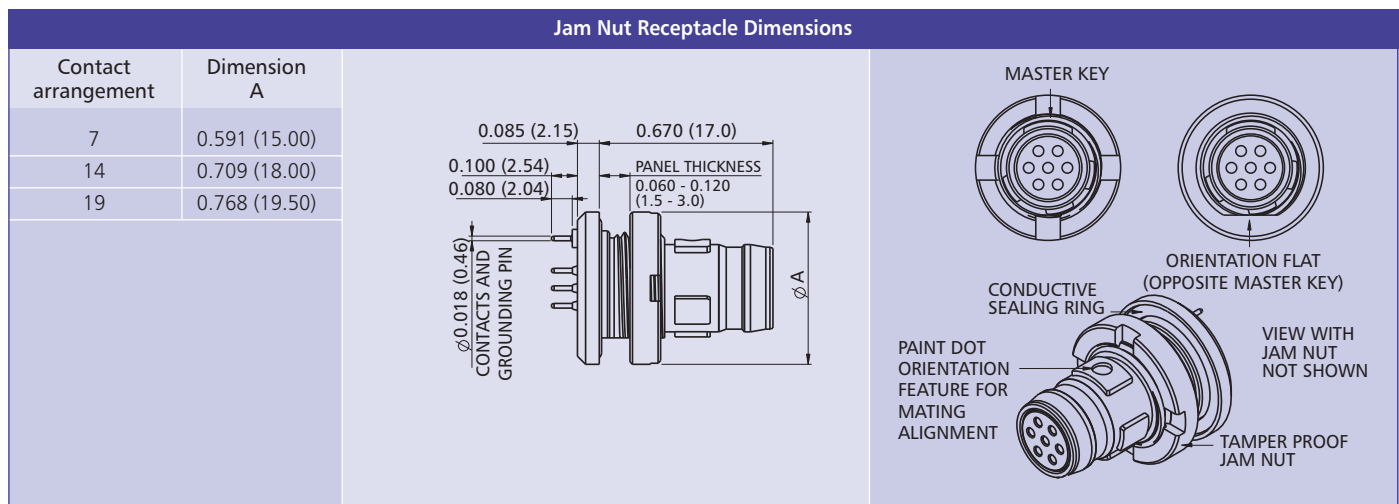 Jam Nut Receptacle Dimensions
Contact
arrangement
Dimension
A
7
0.591 (15.00)
14
0.709 (18.00)
19
0.768 (19.50)
0.085 (2.15)
0.670 (17.0)
0.100 (2.54)
0.080 (2.04)
PANEL THICKNESS
0.060 - 0.120
(1.5 - 3.0)
∅0.018 (0.46)
CONTACTS AND
GROUNDING PIN
∅ A
MASTER KEY
ORIENTATION FLAT
(OPPOSITE MASTER KEY)
CONDUCTIVE
SEALING RING
VIEW WITH
JAM NUT
NOT SHOWN
PAINT DOT
ORIENTATION
FEATURE FOR
MATING
ALIGNMENT
TAMPER PROOF
JAM NUT